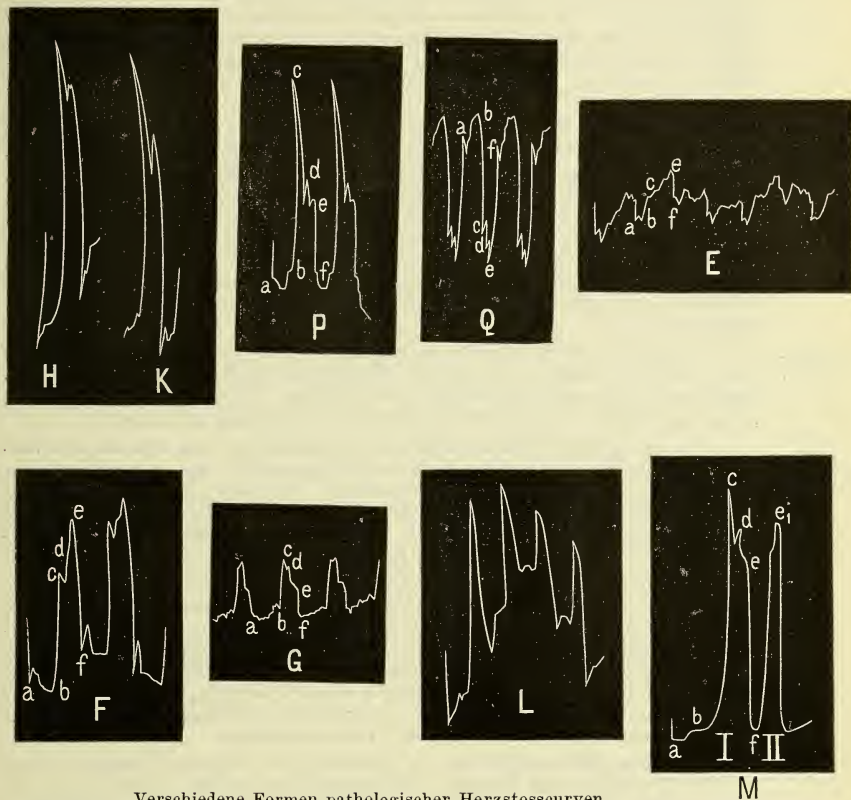 H K
c d e a b f P
a b f c d e Q
c e a b f E
e d c f a b F
c d a b e f G
L
c d e₁ e b a I f II
M
Verschiedene Formen pathologischer Herzstosscurven